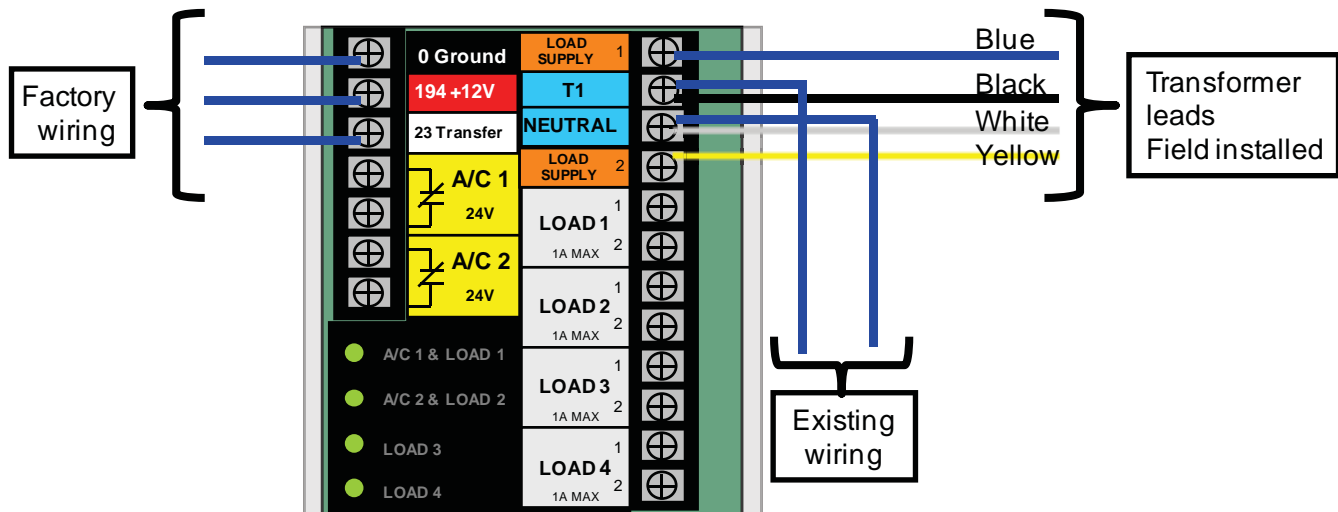 Factory
wiring
0 Ground
194 +12V
23 Transfer
A/C 1
24V
A/C 2
24V
A/C 1 & LOAD 1
A/C 2 & LOAD 2
LOAD 3
LOAD 4
LOAD
SUPPLY 1
T1
NEUTRAL
LOAD
SUPPLY 2
LOAD 1
1
2
1A MAX
LOAD 2
1
2
1A MAX
LOAD 3
1
2
1A MAX
LOAD 4
1
2
1A MAX
Blue
Black
White
Yellow
Transformer
leads
Field installed
Existing
wiring